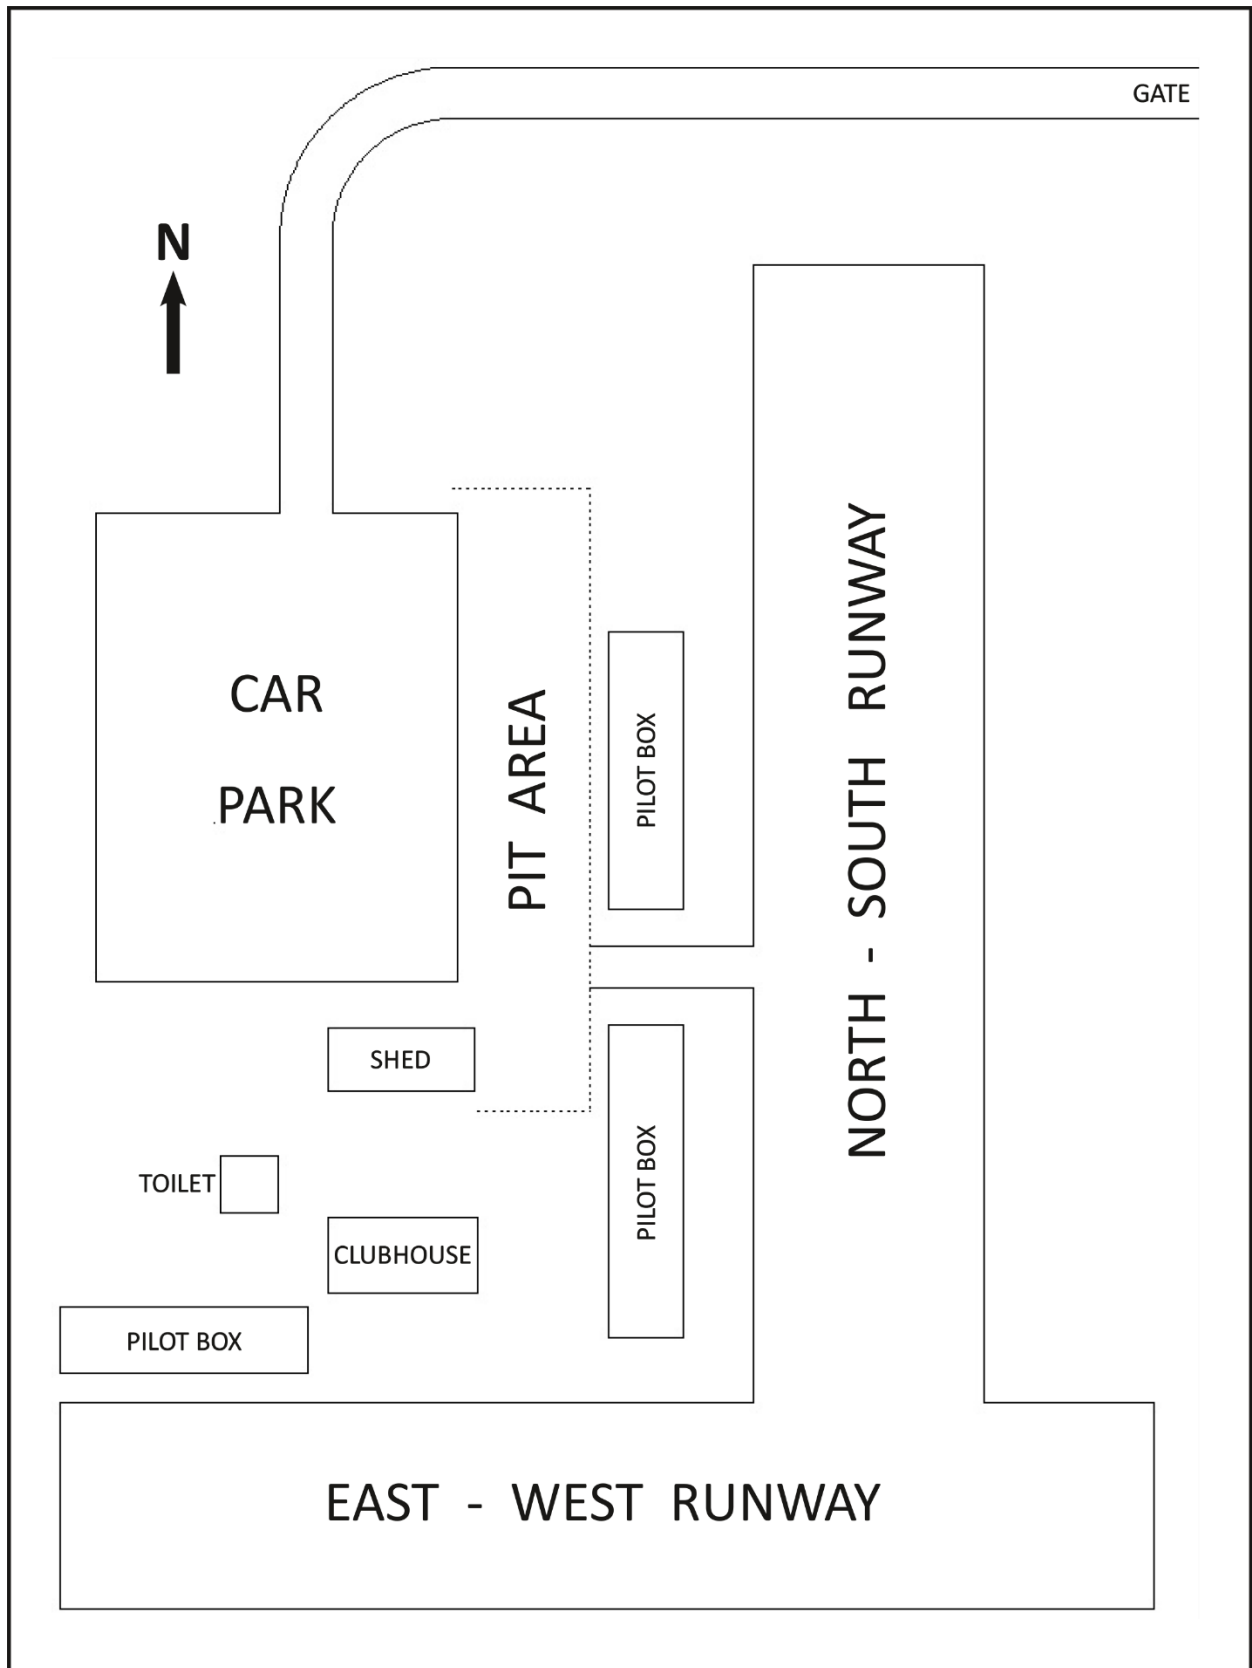 GATE
N
CAR
PARK
PIT AREA
PILOT BOX
NORTH - SOUTH RUNWAY
SHED
PILOT BOX
TOILET
CLUBHOUSE
PILOT BOX
EAST - WEST RUNWAY